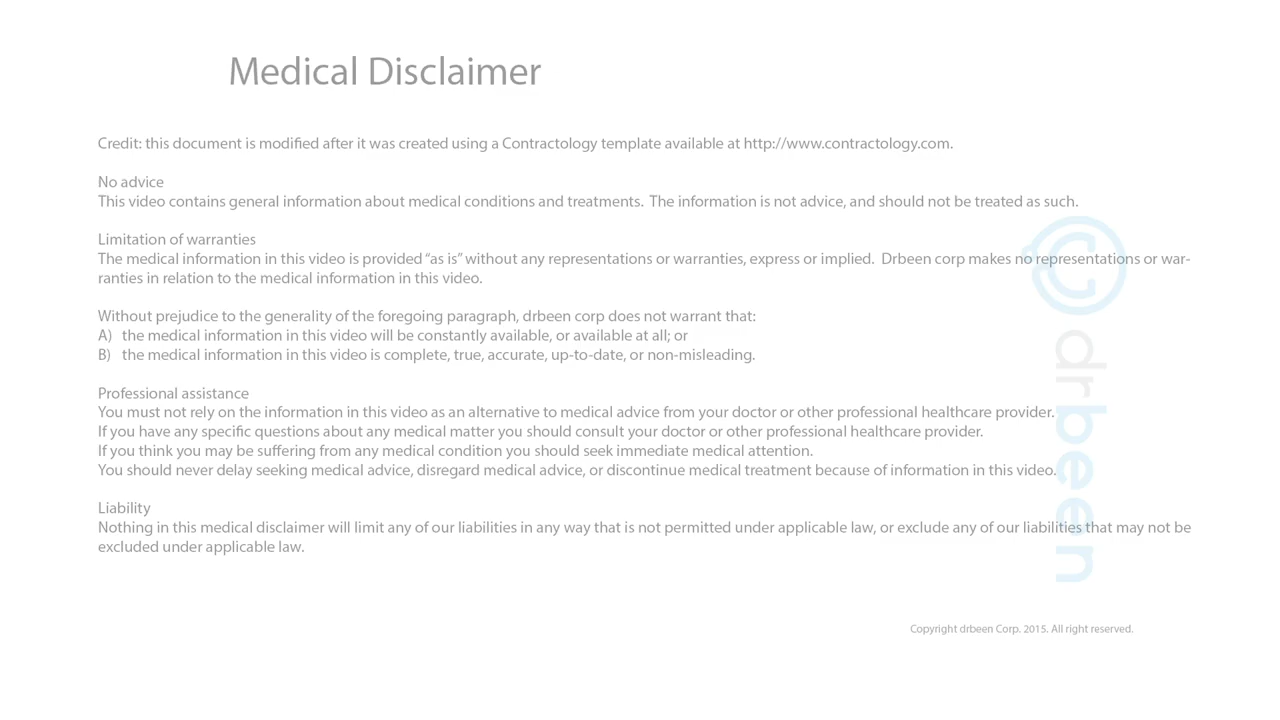 Medical Disclaimer
Credit: this document is modified after it was created using a Contractology template available at http://www.contractology.com.
No advice
This video contains general information about medical conditions and treatments.  The information is not advice, and should not be treated as such.
Limitation of warranties
The medical information in this video is provided “as is” without any representations or warranties, express or implied.  Drbeen corp makes no representations or war-
ranties in relation to the medical information in this video.
Without prejudice to the generality of the foregoing paragraph, drbeen corp does not warrant that:
A)   the medical information in this video will be constantly available, or available at all; or
B)   the medical information in this video is complete, true, accurate, up-to-date, or non-misleading.
Professional assistance
You must not rely on the information in this video as an alternative to medical advice from your doctor or other professional healthcare provider.
If you have any specific questions about any medical matter you should consult your doctor or other professional healthcare provider.
If you think you may be suffering from any medical condition you should seek immediate medical attention.
You should never delay seeking medical advice, disregard medical advice, or discontinue medical treatment because of information in this video.
Liability
Nothing in this medical disclaimer will limit any of our liabilities in any way that is not permitted under applicable law, or exclude any of our liabilities that may not be
excluded under applicable law.
drbeen
Copyright drbeen Corp. 2015. All right reserved.